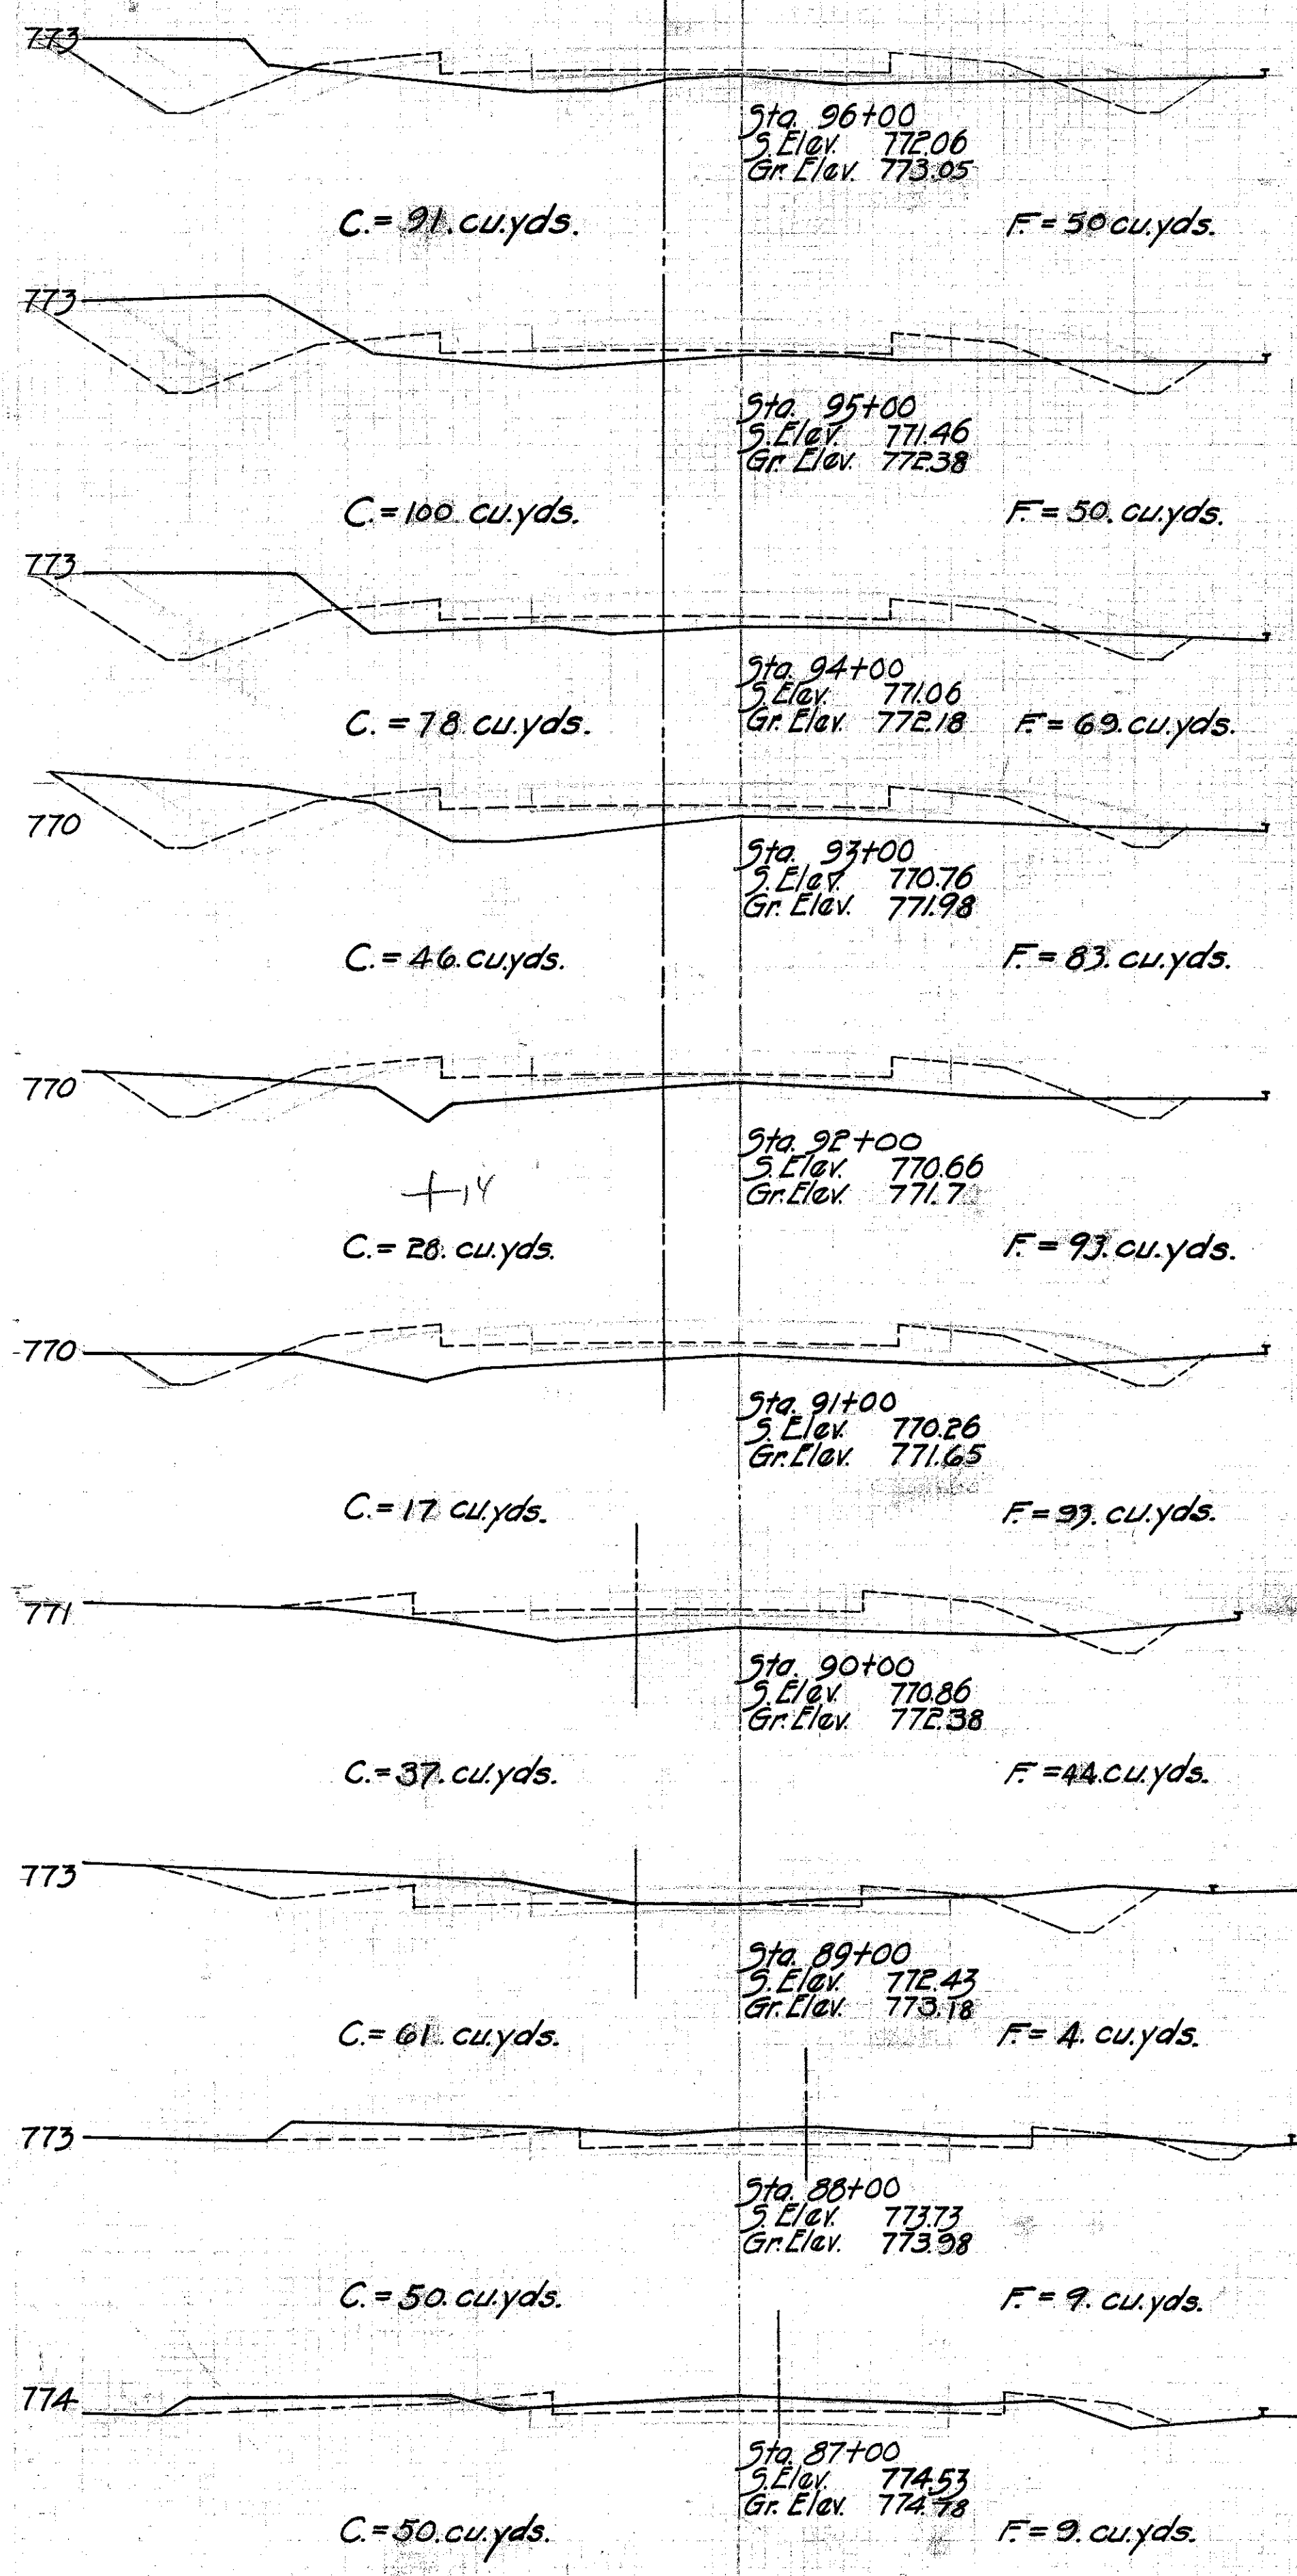 773
Sta. 96+00
S. Elev. 772.06
Gr. Elev. 773.05
C. = 91. cu.yds. F. = 50 cu.yds.
773
Sta. 95+00
S. Elev. 771.46
Gr. Elev. 772.38
C. = 100. cu.yds. F. = 50. cu.yds.
773
Sta. 94+00
S. Elev. 771.06
Gr. Elev. 772.18
C. = 78. cu.yds. F. = 69. cu.yds.
770
Sta. 93+00
S. Elev. 770.76
Gr. Elev. 771.98
C. = 46. cu.yds. F. = 83. cu.yds.
770
Sta. 92+00
S. Elev. 770.66
Gr. Elev. 771.7
+14
C. = 28. cu.yds. F. = 93. cu.yds.
770
Sta. 91+00
S. Elev. 770.26
Gr. Elev. 771.65
C. = 17 cu.yds. F. = 93. cu.yds.
771
Sta. 90+00
S. Elev. 770.86
Gr. Elev. 772.38
C. = 37. cu.yds. F. = 44. cu.yds.
773
Sta. 89+00
S. Elev. 772.43
Gr. Elev. 773.18
C. = 61. cu.yds. F. = 4. cu.yds.
773
Sta. 88+00
S. Elev. 773.73
Gr. Elev. 773.98
C. = 50. cu.yds. F. = 9. cu.yds.
774
Sta. 87+00
S. Elev. 774.53
Gr. Elev. 774.78
C. = 50. cu.yds. F. = 9. cu.yds.